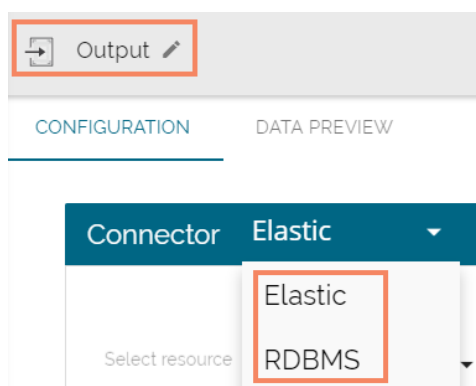 Output
CONFIGURATION DATA PREVIEW
Connector Elastic
Elastic
Select resource RDBMS